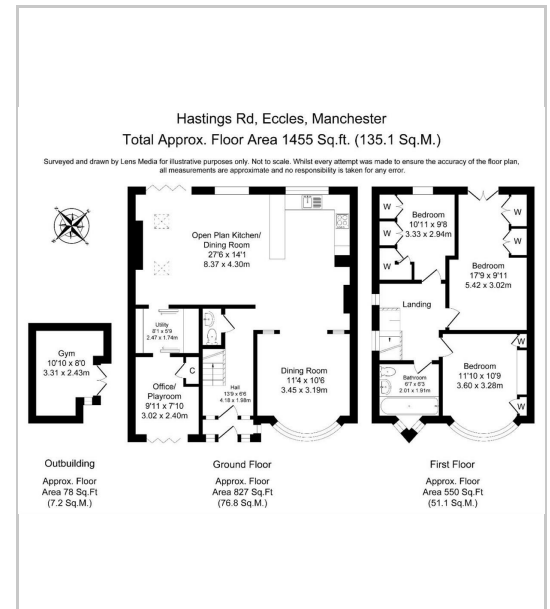 Hastings Rd, Eccles, Manchester
Total Approx. Floor Area 1455 Sq.ft. (135.1 Sq.M.)
Surveyed and drawn by Lens Media for illustrative purposes only. Not to scale. Whilst every attempt was made to ensure the accuracy of the floor plan,
all measurements are approximate and no responsibility is taken for any error.
Gym
10'10 x 8'0
3.31 x 2.43m
Outbuilding
Approx. Floor
Area 78 Sq.Ft
(7.2 Sq.M.)
Open Plan Kitchen/
Dining Room
27'6 x 14'1
8.37 x 4.30m
Utility
8'1 x 5'9
2.47 x 1.74m
C
Office/
Playroom
9'11 x 7'10
3.02 x 2.40m
Hall
13'9 x 6'6
4.18 x 1.98m
Dining Room
11'4 x 10'6
3.45 x 3.19m
Ground Floor
Approx. Floor
Area 827 Sq.Ft
(76.8 Sq.M.)
W
W
W
Bedroom
10'11 x 9'8
3.33 x 2.94m
W
W
Bedroom
17'9 x 9'11
5.42 x 3.02m
Landing
Bathroom
6'7 x 6'3
2.01 x 1.91m
Bedroom
11'10 x 10'9
3.60 x 3.28m
W
W
First Floor
Approx. Floor
Area 550 Sq.Ft
(51.1 Sq.M.)